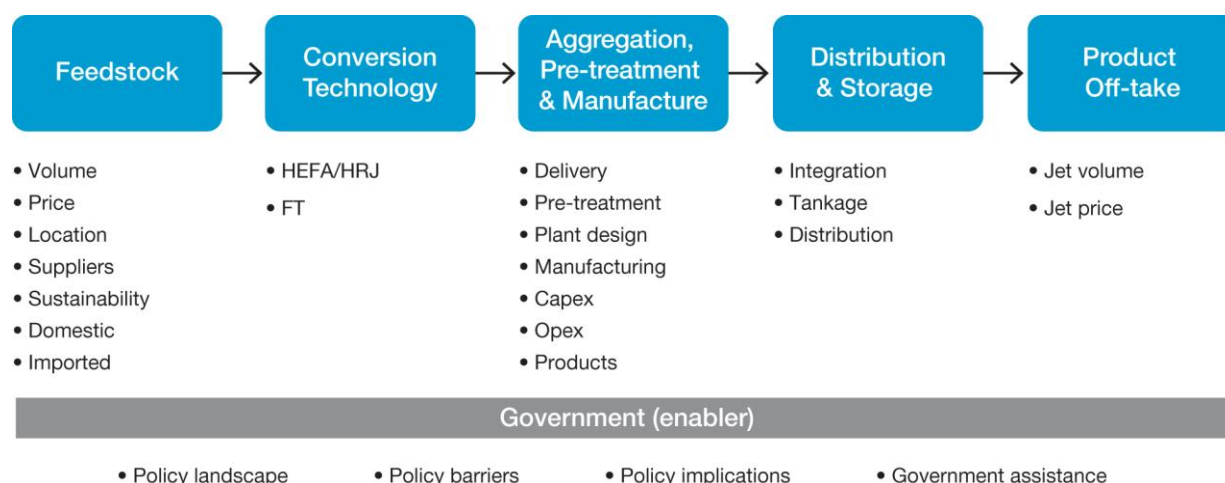 Feedstock
Conversion
Technology
Aggregation,
Pre-treatment
& Manufacture
Distribution
& Storage
Product
Off-take
• Volume
• Price
• Location
• Suppliers
• Sustainability
• Domestic
• Imported
• HEFA/HRJ
• FT
• Delivery
• Pre-treatment
• Plant design
• Manufacturing
• Capex
• Opex
• Products
• Integration
• Tankage
• Distribution
• Jet volume
• Jet price
Government (enabler)
• Policy landscape
• Policy barriers
• Policy implications
• Government assistance